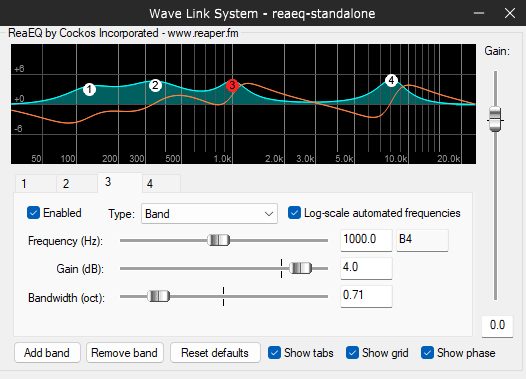 Wave Link System - reaeq-standalone
ReaEQ by Cockos Incorporated - www.reaper.fm
Gain:
+6
+0
-6
1 2 3 4
50 100 200 300 500 1.0k 2.0k 3.0k 5.0k 10.0k 20.0k
1 2 3 4
Enabled Type: Band Log-scale automated frequencies
Frequency (Hz): 1000.0 B4
Gain (dB): 4.0
Bandwidth (oct): 0.71
0.0
Add band Remove band Reset defaults Show tabs Show grid Show phase